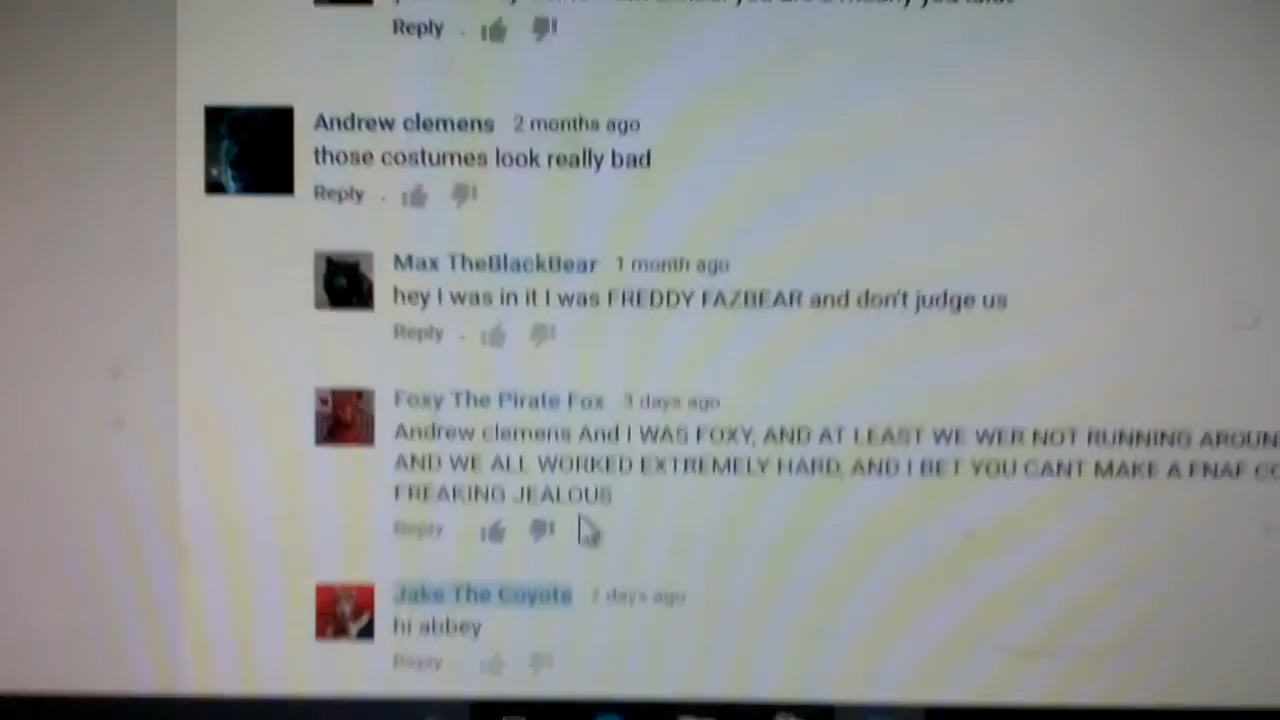 Reply
Andrew clemens 2 months ago
those costumes look really bad
Reply
Max TheBlackBear 1 month ago
hey I was in it I was FREDDY FAZBEAR and don't judge us
Reply
Foxy The Pirate Fox 3 days ago
Andrew clemens And I WAS FOXY, AND AT LEAST WE WER NOT RUNNING AROUN
AND WE ALL WORKED EXTREMELY HARD, AND I BET YOU CANT MAKE A FNAF CO
FREAKING JEALOUS
Reply
Jake The Coyote days ago
hi abbey
Reply